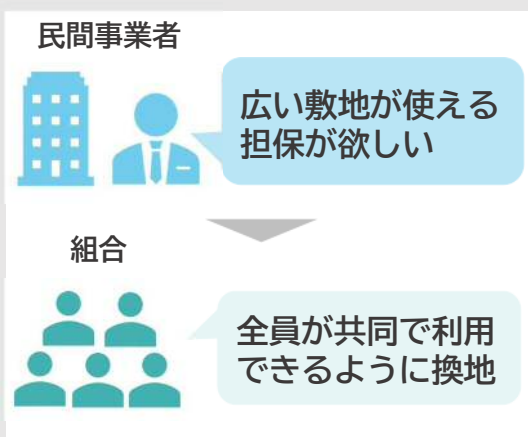 民間事業者
広い敷地が使える
担保が欲しい
組合
全員が共同で利用
できるように換地